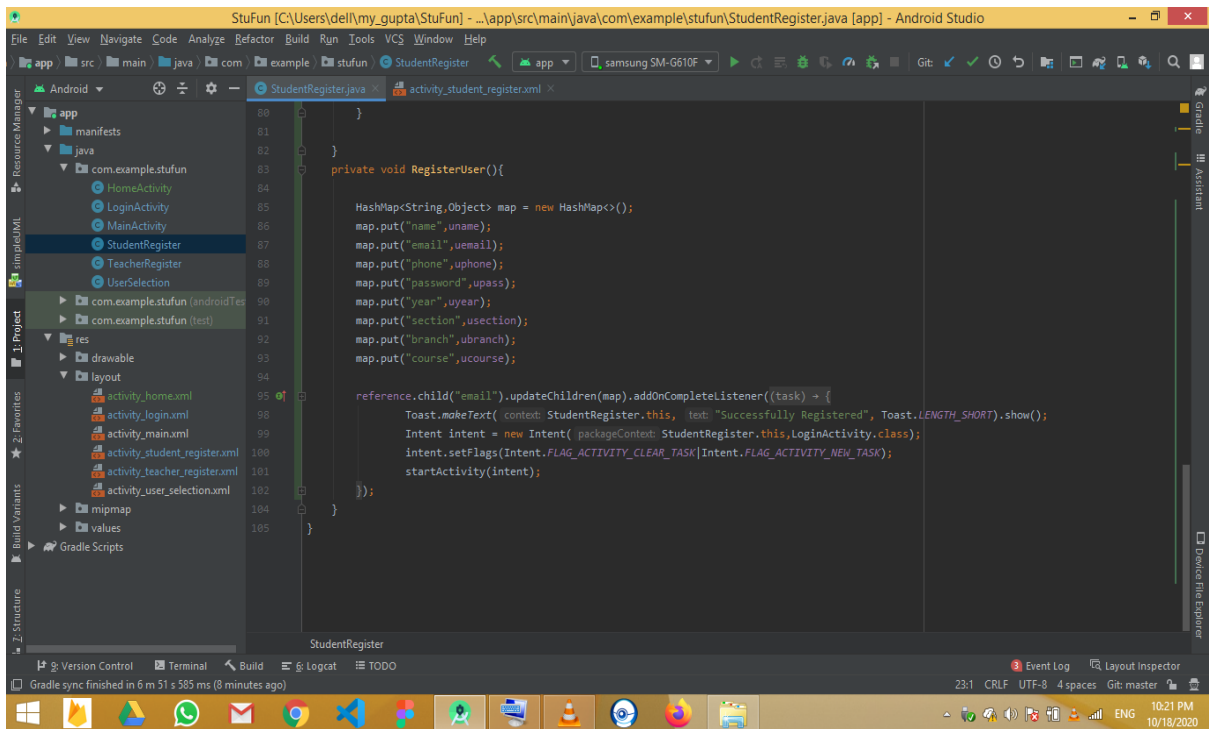 StuFun [C:\Users\dell\my_gupta\StuFun] - ...\app\src\main\java\com\example\stufun\StudentRegister.java [app] - Android Studio
File Edit View Navigate Code Analyze Refactor Build Run Tools VCS Window Help
app src main java com example stufun StudentRegister app samsung SM-G610F Git:
Android StudentRegister.java activity_student_register.xml
Resource Manager
simpleUML
1: Project
2: Favorites
Build Variants
7: Structure
app
manifests
java
com.example.stufun
HomeActivity
LoginActivity
MainActivity
StudentRegister
TeacherRegister
UserSelection
com.example.stufun (androidTes
com.example.stufun (test)
res
drawable
layout
activity_home.xml
activity_login.xml
activity_main.xml
activity_student_register.xml
activity_teacher_register.xml
activity_user_selection.xml
mipmap
values
Gradle Scripts
80 }
81
82 }
83 private void RegisterUser(){
84
85 HashMap<String,Object> map = new HashMap<>();
86 map.put("name",uname);
87 map.put("email",uemail);
88 map.put("phone",uphone);
89 map.put("password",upass);
90 map.put("year",uyear);
91 map.put("section",usection);
92 map.put("branch",ubranch);
93 map.put("course",ucourse);
94
95 reference.child("email").updateChildren(map).addOnCompleteListener((task) → {
98 Toast.makeText( context: StudentRegister.this, text: "Successfully Registered", Toast.LENGTH_SHORT).show();
99 Intent intent = new Intent( packageContext: StudentRegister.this,LoginActivity.class);
100 intent.setFlags(Intent.FLAG_ACTIVITY_CLEAR_TASK|Intent.FLAG_ACTIVITY_NEW_TASK);
101 startActivity(intent);
102 });
104 }
105 }
StudentRegister
Gradle
Assistant
Device File Explorer
9: Version Control Terminal Build 6: Logcat TODO 3 Event Log Layout Inspector
Gradle sync finished in 6 m 51 s 585 ms (8 minutes ago) 23:1 CRLF UTF-8 4 spaces Git: master
ENG 10:21 PM
10/18/2020